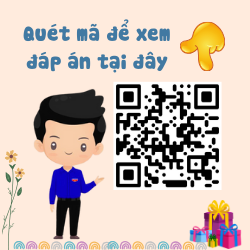 Quét mã để xem
đáp án tại đây